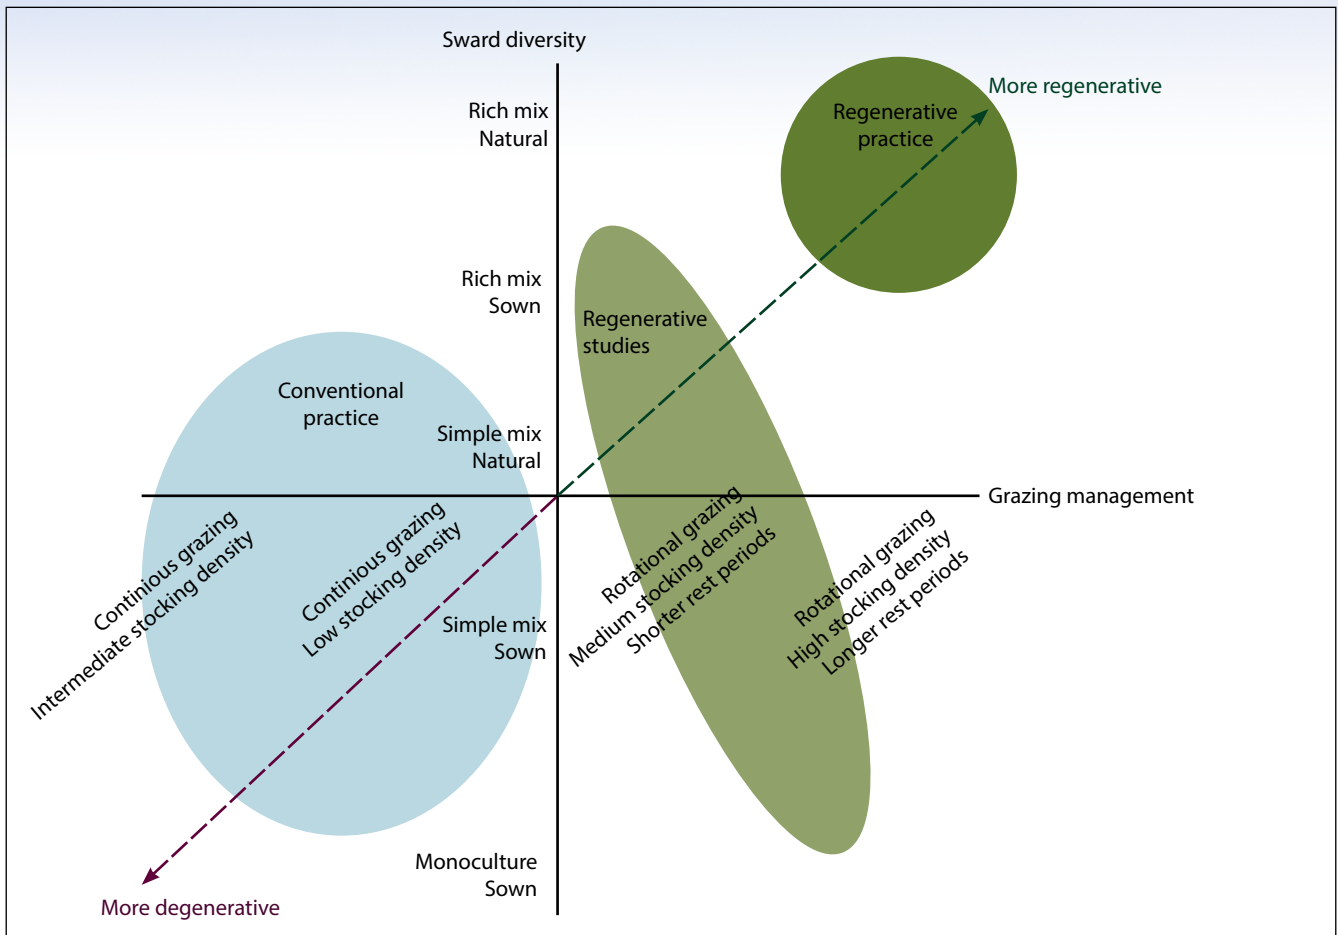 Sward diversity
Rich mix
Natural
More regenerative
Regenerative
practice
Rich mix
Sown
Regenerative
studies
Conventional
practice
Simple mix
Natural
Grazing management
Continious grazing
Intermediate stocking density
Continious grazing
Low stocking density
Rotational grazing
Medium stocking density
Shorter rest periods
Rotational grazing
High stocking density
Longer rest periods
Simple mix
Sown
Monoculture
Sown
More degenerative